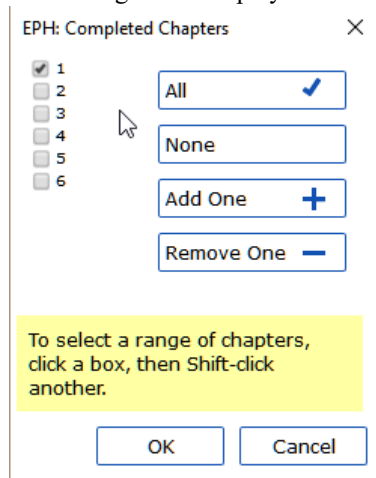 EPH: Completed Chapters
1
2
3
4
5
6
All
None
Add One
Remove One
To select a range of chapters,
click a box, then Shift-click
another.
OK Cancel